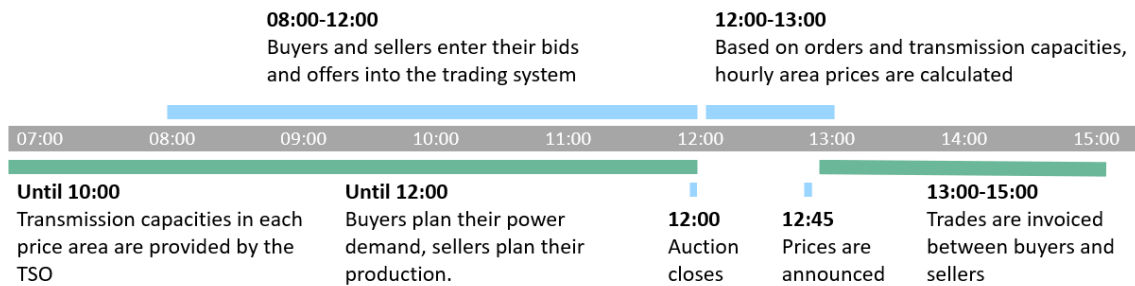 08:00-12:00
Buyers and sellers enter their bids
and offers into the trading system
12:00-13:00
Based on orders and transmission capacities,
hourly area prices are calculated
07:00 08:00 09:00 10:00 11:00 12:00 13:00 14:00 15:00
Until 10:00
Transmission capacities in each
price area are provided by the
TSO
Until 12:00
Buyers plan their power
demand, sellers plan their
production.
12:00
Auction
closes
12:45
Prices are
announced
13:00-15:00
Trades are invoiced
between buyers and
sellers